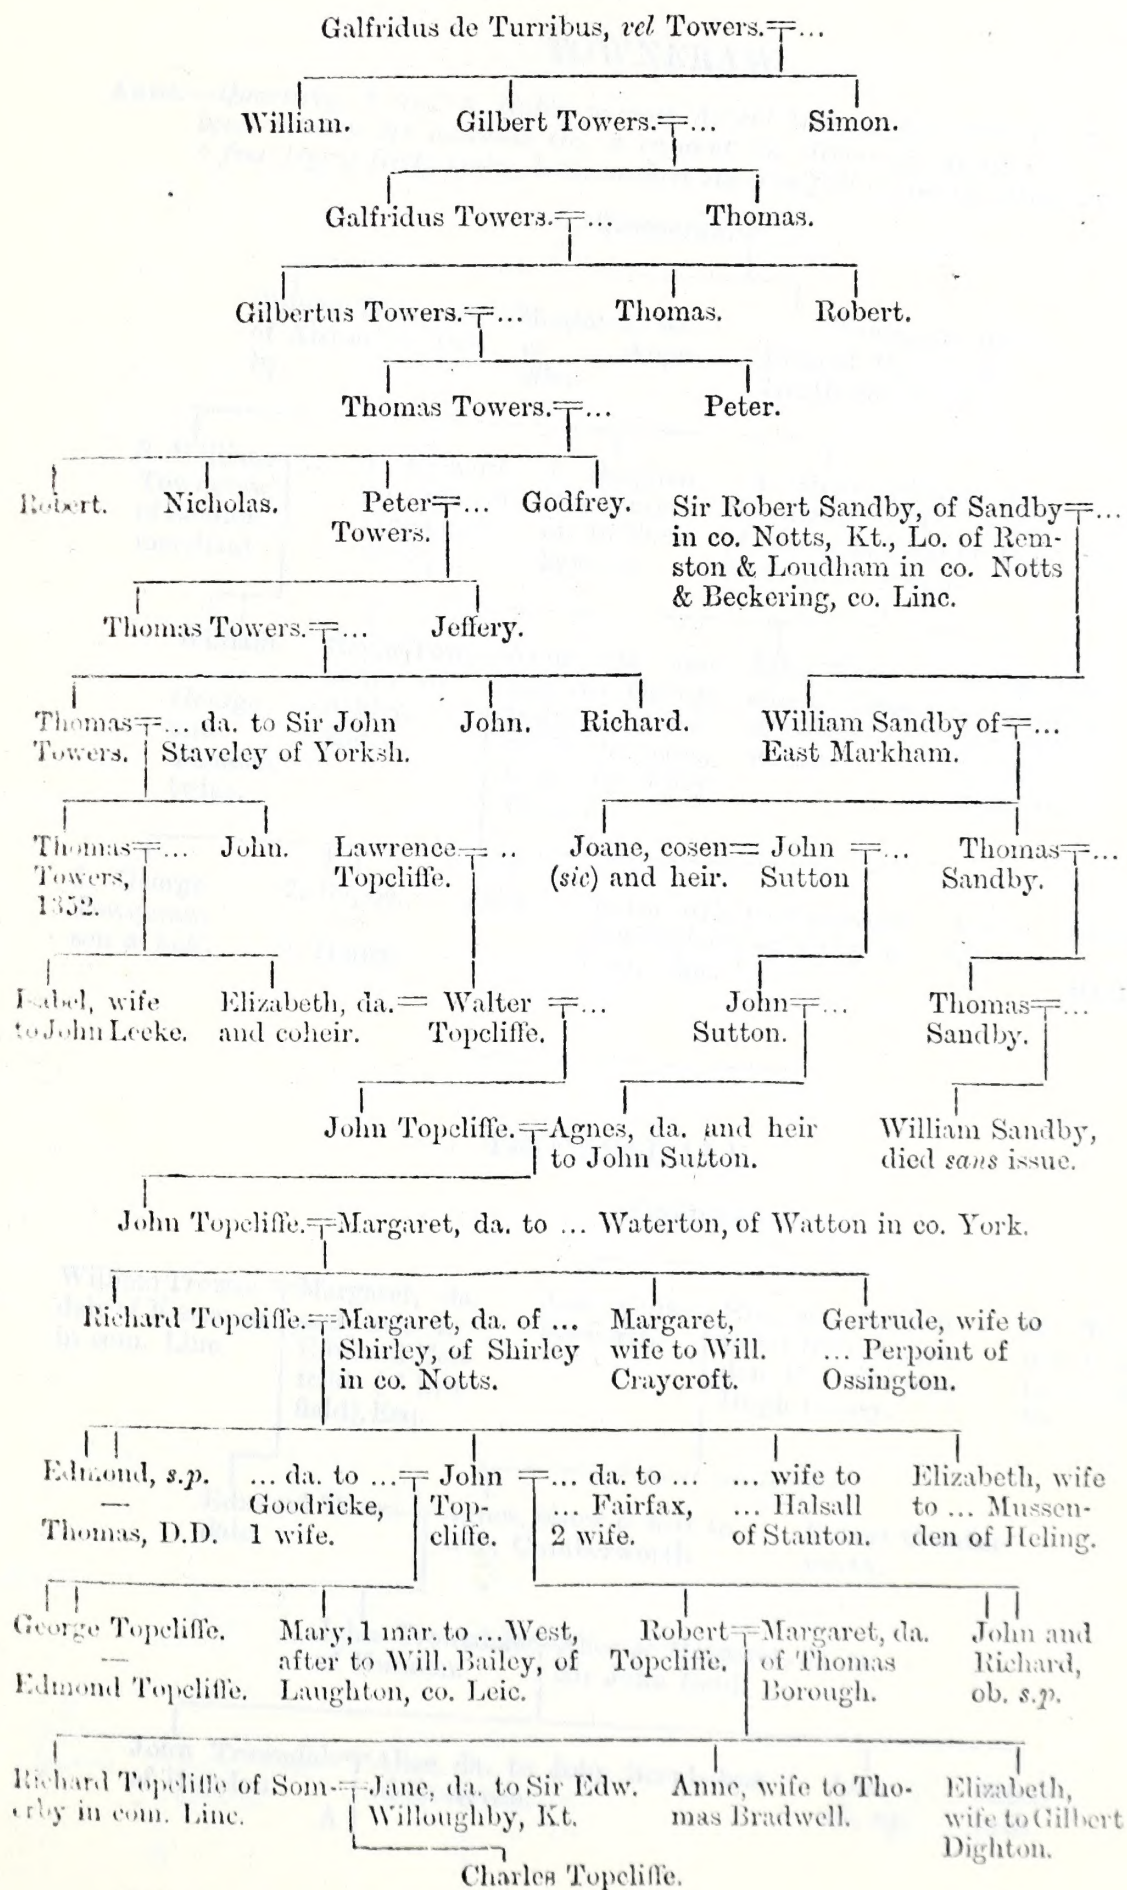 Galfridus de Turribus, vel Towers. ...
William. Gilbert Towers. ... Simon.
Galfridus Towers. ... Thomas.
Gilbertus Towers. ... Thomas. Robert.
Thomas Towers. ... Peter.
Robert. Nicholas. Peter ... Godfrey.
Towers.
Sir Robert Sandby, of Sandby ...
in co. Notts, Kt., Lo. of Rem-
ston & Loudham in co. Notts
& Beckering, co. Linc.
Thomas Towers. ... Jeffery.
Thomas ... da. to Sir John
Towers. Staveley of Yorksh.
John. Richard.
William Sandby of ...
East Markham.
Thomas ... John.
Towers,
1352.
Lawrence ..
Topcliffe.
Joane, cosen = John ...
(sic) and heir. Sutton
Thomas ...
Sandby.
Isabel, wife
to John Leeke.
Elizabeth, da. = Walter ...
and coheir. Topcliffe.
John ...
Sutton.
Thomas ...
Sandby.
John Topcliffe. Agnes, da. and heir
to John Sutton.
William Sandby,
died sans issue.
John Topcliffe. Margaret, da. to ... Waterton, of Watton in co. York.
Richard Topcliffe. Margaret, da. of ...
Shirley, of Shirley
in co. Notts.
Margaret,
wife to Will.
Craycroft.
Gertrude, wife to
... Perpoint of
Ossington.
Edmond, s.p.
—
Thomas, D.D.
... da. to ...
Goodricke,
1 wife.
John
Top-
cliffe.
... da. to ...
... Fairfax,
2 wife.
... wife to
... Halsall
of Stanton.
Elizabeth, wife
to ... Mussen-
den of Heling.
George Topcliffe.
—
Edmond Topcliffe.
Mary, 1 mar. to ... West,
after to Will. Bailey, of
Laughton, co. Leic.
Robert Margaret, da.
Topcliffe. of Thomas
Borough.
John and
Richard,
ob. s.p.
Richard Topcliffe of Som- Jane, da. to Sir Edw.
erby in com. Linc. Willoughby, Kt.
Anne, wife to Tho-
mas Bradwell.
Elizabeth,
wife to Gilbert
Dighton.
Charles Topcliffe.